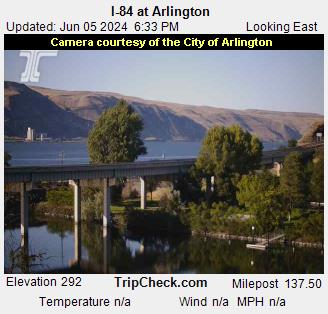 I-84 at Arlington
Updated: Jun 05 2024 6:33 PM Looking East
Camera courtesy of the City of Arlington
Elevation 292 TripCheck.com Milepost 137.50
Temperature n/a Wind n/a MPH n/a